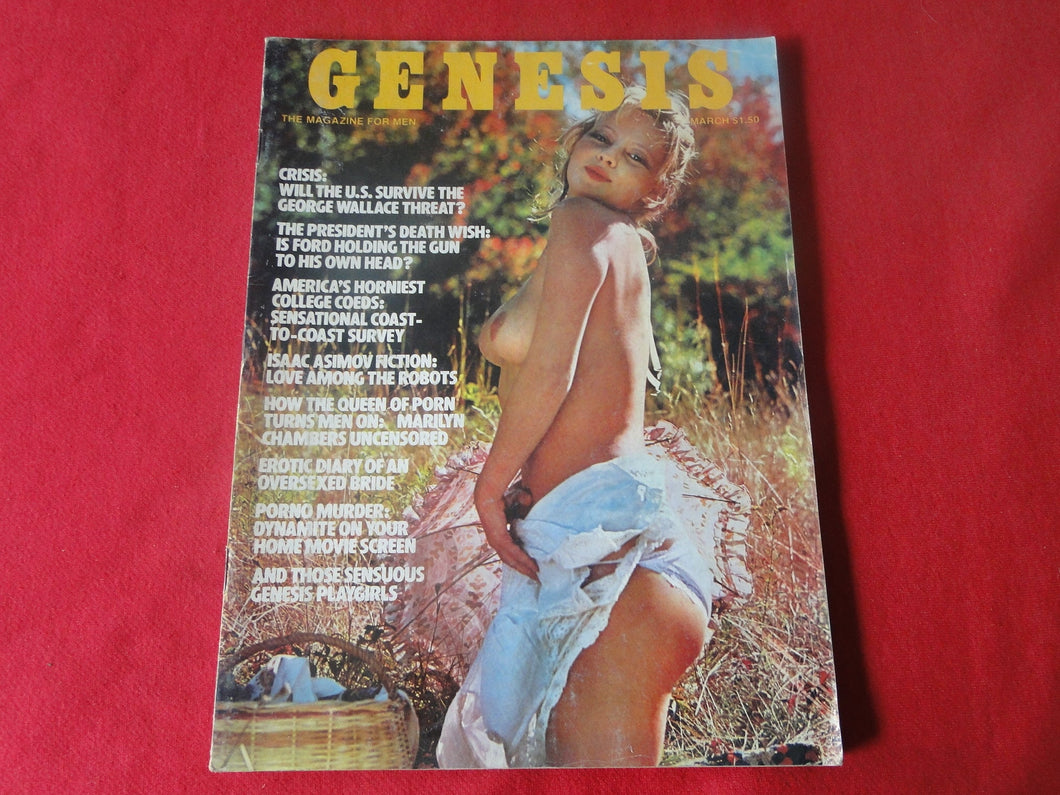 GENESIS
THE MAGAZINE FOR MEN
MARCH $1.50
CRISIS:
WILL THE U.S. SURVIVE THE
GEORGE WALLACE THREAT?
THE PRESIDENT'S DEATH WISH:
IS FORD HOLDING THE GUN
TO HIS OWN HEAD?
AMERICA'S HORNIEST
COLLEGE COEDS:
SENSATIONAL COAST-
TO-COAST SURVEY
ISAAC ASIMOV FICTION:
LOVE AMONG THE ROBOTS
HOW THE QUEEN OF PORN
TURNS MEN ON: MARILYN
CHAMBERS UNCENSORED
EROTIC DIARY OF AN
OVERSEXED BRIDE
PORNO MURDER:
DYNAMITE ON YOUR
HOME MOVIE SCREEN
AND THOSE SENSUOUS
GENESIS PLAYGIRLS